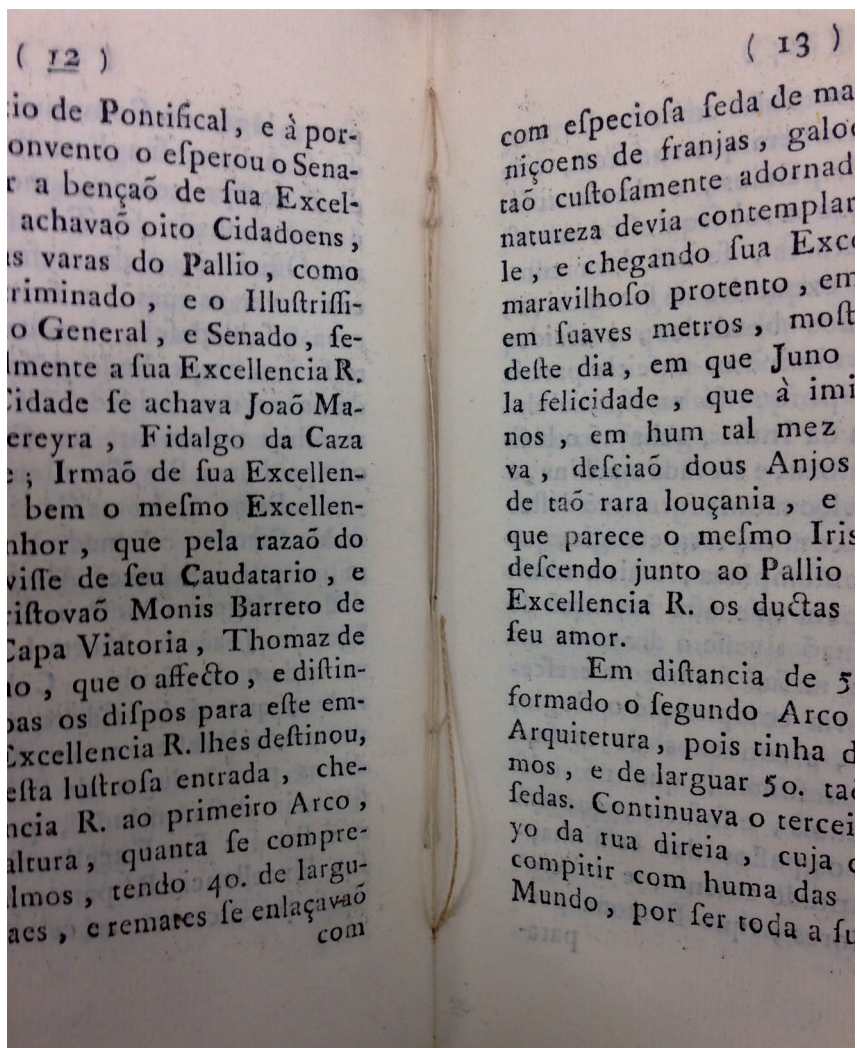 ( 12 )
io de Pontifical, e à por-
onvento o eſperou o Sena-
r a bençaõ de ſua Excel-
achavaõ oito Cidadoens,
s varas do Pallio, como
riminado, e o Illuſtriſſi-
o General, e Senado, ſe-
lmente a ſua Excellencia R.
Cidade ſe achava Joaõ Ma-
ereyra, Fidalgo da Caza
; Irmaõ de ſua Excellen-
bem o meſmo Excellen-
nhor, que pela razaõ do
viſſe de ſeu Caudatario, e
riſtovaõ Monis Barreto de
Capa Viatoria, Thomaz de
o, que o affecto, e diſtin-
oas os diſpos para eſte em-
Excellencia R. lhes deſtinou,
eſta luſtroſa entrada, che-
ncia R. ao primeiro Arco,
altura, quanta ſe compre-
lmos, tendo 40. de largu-
aes, e remates ſe enlaçavaõ
com
( 13 )
com eſpecioſa ſeda de ma
niçoens de franjas, galo
taõ cuſtoſamente adornad
natureza devia contemplar
le, e chegando ſua Exc
maravilhoſo protento, em
em ſuaves metros, moſt
deſte dia, em que Juno
la felicidade, que à imi
nos, em hum tal mez
va, deſciaõ dous Anjos
de taõ rara louçania, e
que parece o meſmo Iris
deſcendo junto ao Pallio
Excellencia R. os ductas
ſeu amor.
Em diſtancia de 5
formado o ſegundo Arco
Arquitetura, pois tinha d
mos, e de larguar 50. taõ
ſedas. Continuava o tercei
yo da rua direia, cuja
compitir com huma das
Mundo, por ſer toda a ſu